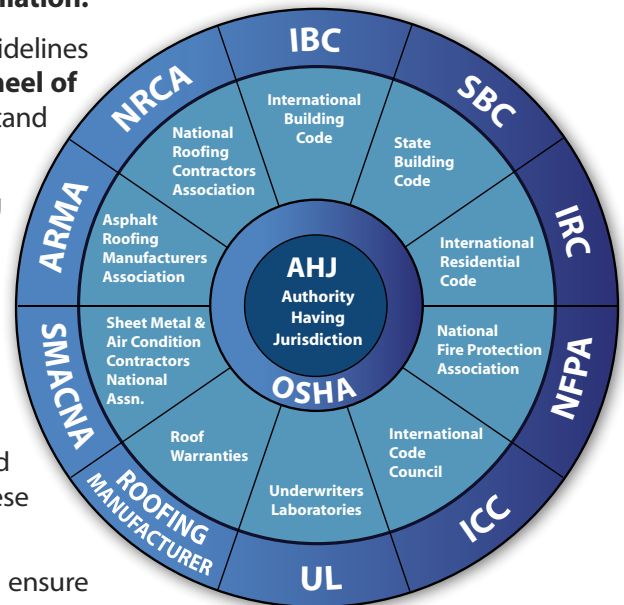 nation.
idelines
heel of
tand
d
ese
ensure
IBC
International
Building
Code
SBC
State
Building
Code
IRC
International
Residential
Code
NFPA
National
Fire Protection
Association
ICC
International
Code
Council
UL
Underwriters
Laboratories
ROOFING
MANUFACTURER
Roof
Warranties
SMACNA
Sheet Metal &
Air Condition
Contractors
National
Assn.
ARMA
Asphalt
Roofing
Manufacturers
Association
NRCA
National
Roofing
Contractors
Association
AHJ
Authority
Having
Jurisdiction
OSHA